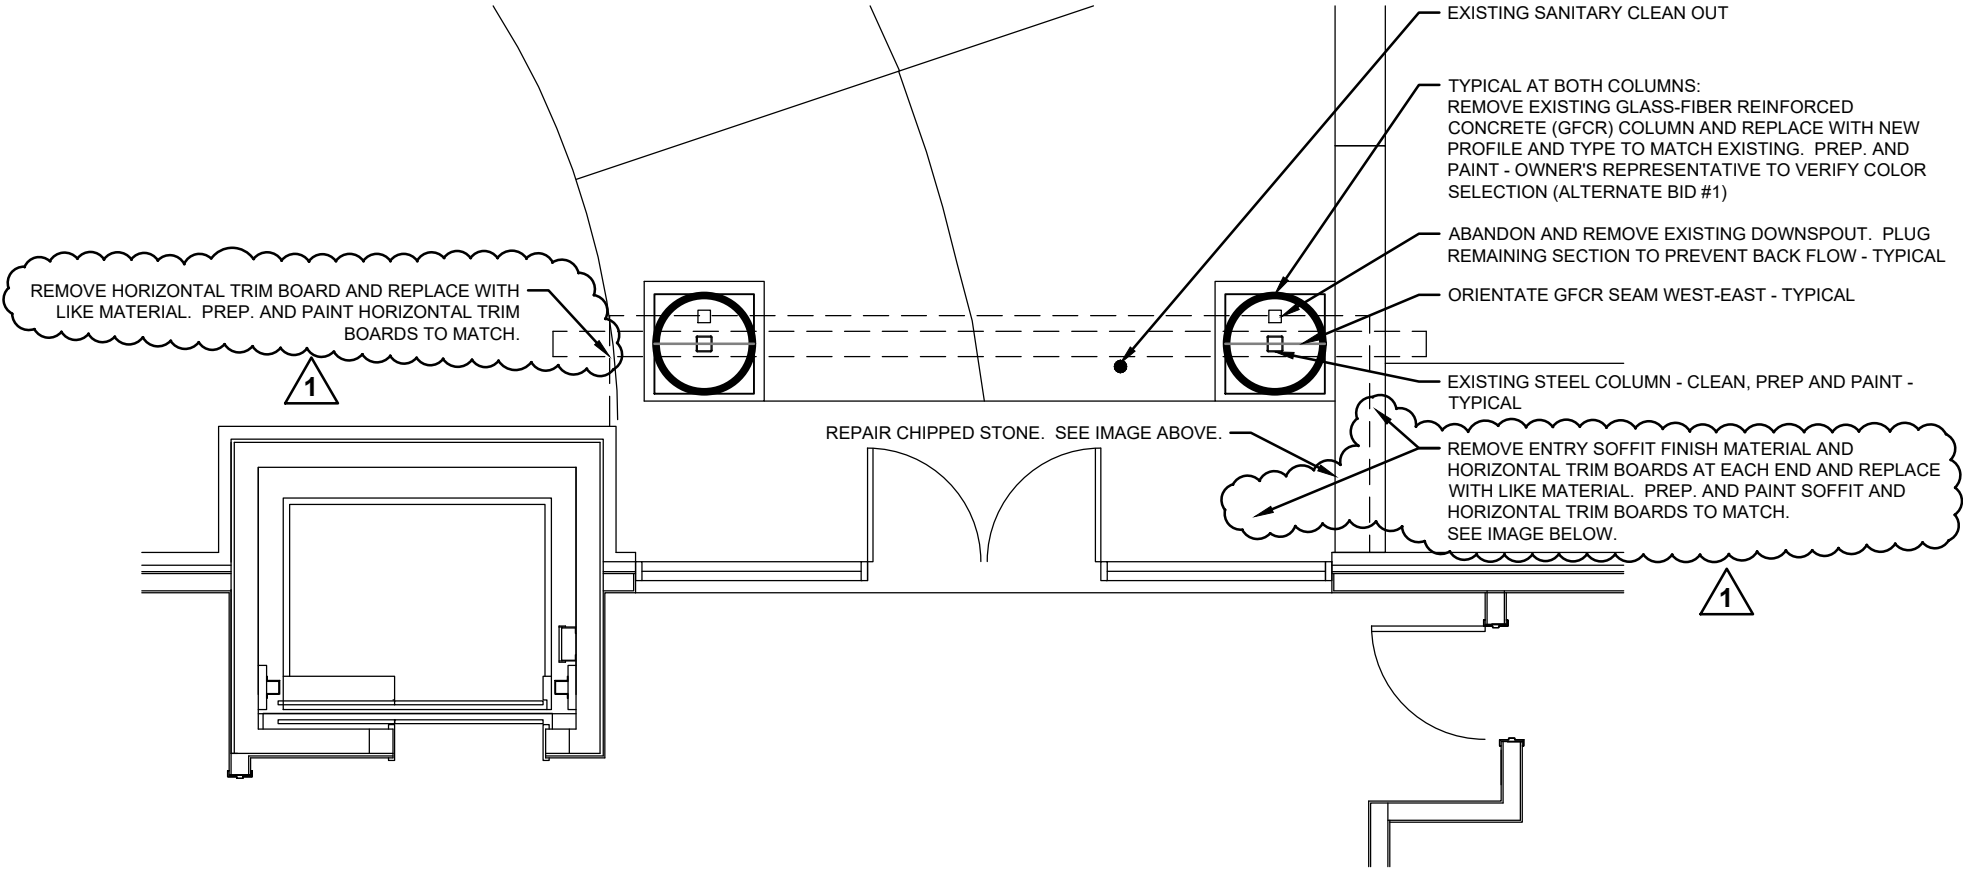 EXISTING SANITARY CLEAN OUT
TYPICAL AT BOTH COLUMNS:
REMOVE EXISTING GLASS-FIBER REINFORCED
CONCRETE (GFCR) COLUMN AND REPLACE WITH NEW
PROFILE AND TYPE TO MATCH EXISTING. PREP. AND
PAINT - OWNER'S REPRESENTATIVE TO VERIFY COLOR
SELECTION (ALTERNATE BID #1)
ABANDON AND REMOVE EXISTING DOWNSPOUT. PLUG
REMAINING SECTION TO PREVENT BACK FLOW - TYPICAL
ORIENTATE GFCR SEAM WEST-EAST - TYPICAL
REMOVE HORIZONTAL TRIM BOARD AND REPLACE WITH
LIKE MATERIAL. PREP. AND PAINT HORIZONTAL TRIM
BOARDS TO MATCH.
1
EXISTING STEEL COLUMN - CLEAN, PREP AND PAINT -
TYPICAL
REPAIR CHIPPED STONE. SEE IMAGE ABOVE.
REMOVE ENTRY SOFFIT FINISH MATERIAL AND
HORIZONTAL TRIM BOARDS AT EACH END AND REPLACE
WITH LIKE MATERIAL. PREP. AND PAINT SOFFIT AND
HORIZONTAL TRIM BOARDS TO MATCH.
SEE IMAGE BELOW.
1